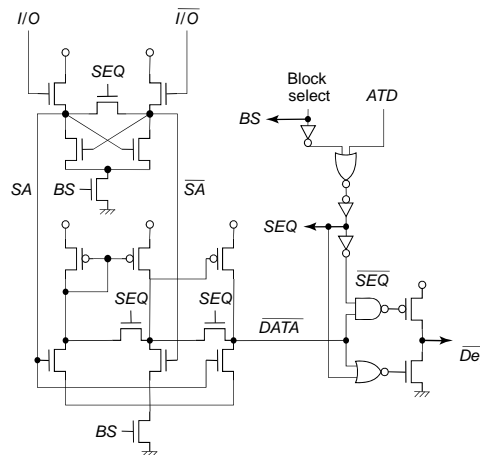 I/O
I/O
SEQ
Block
select
ATD
BS
SA
BS
SA
SEQ
SEQ
SEQ
SEQ
DATA
De
BS